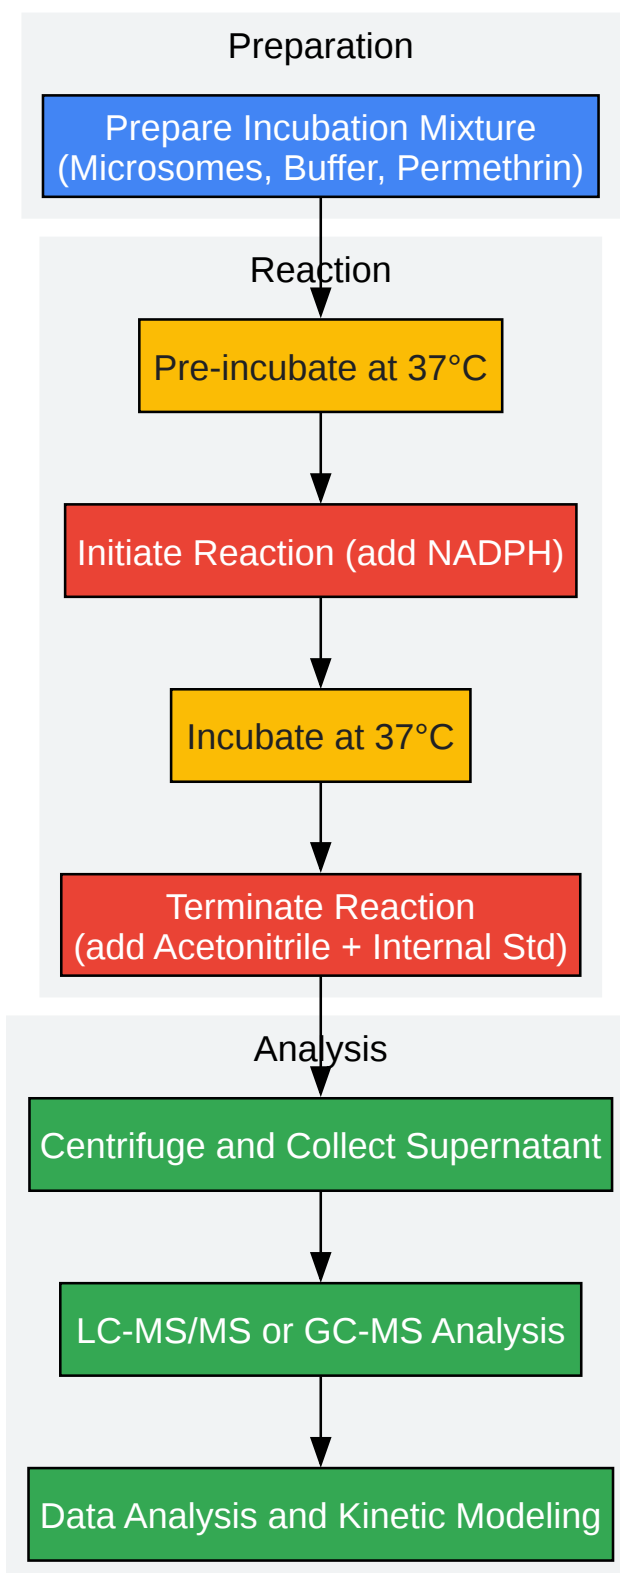 Preparation
Prepare Incubation Mixture
(Microsomes, Buffer, Permethrin)
Reaction
Pre-incubate at 37°C
Initiate Reaction (add NADPH)
Incubate at 37°C
Terminate Reaction
(add Acetonitrile + Internal Std)
Analysis
Centrifuge and Collect Supernatant
LC-MS/MS or GC-MS Analysis
Data Analysis and Kinetic Modeling